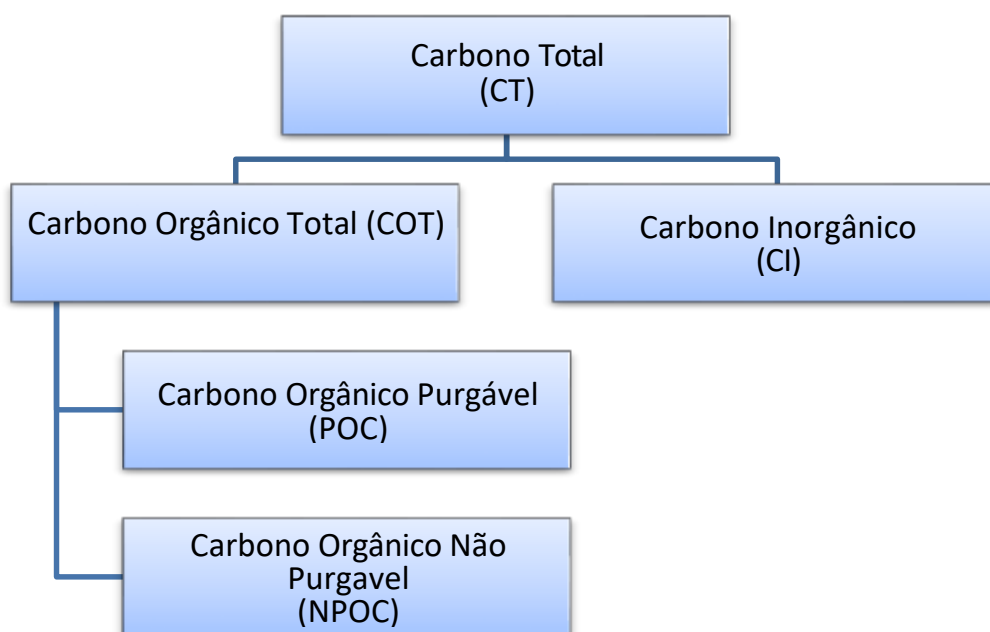 Carbono Total
(CT)
Carbono Orgânico Total (COT)
Carbono Inorgânico
(CI)
Carbono Orgânico Purgável
(POC)
Carbono Orgânico Não
Purgavel
(NPOC)